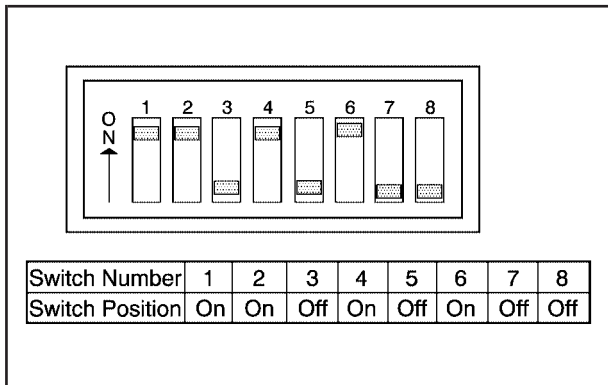 ON
1 2 3 4 5 6 7 8
Switch Number 1 2 3 4 5 6 7 8
Switch Position On On Off On Off On Off Off